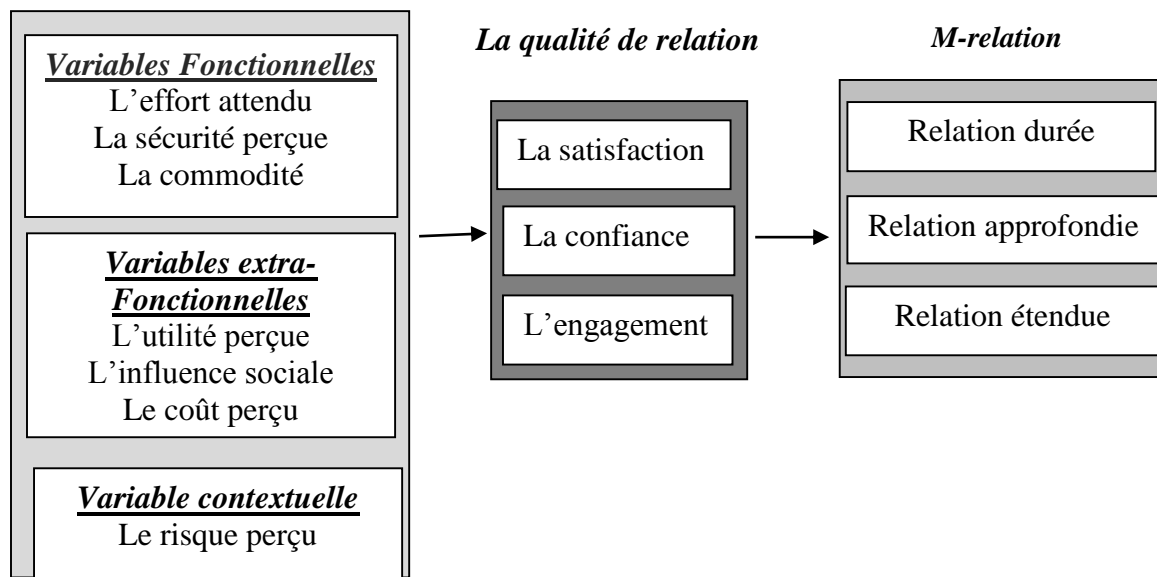 Variables Fonctionnelles
L'effort attendu
La sécurité perçue
La commodité
Variables extra-
Fonctionnelles
L'utilité perçue
L'influence sociale
Le coût perçu
Variable contextuelle
Le risque perçu
La qualité de relation
La satisfaction
La confiance
L'engagement
M-relation
Relation durée
Relation approfondie
Relation étendue